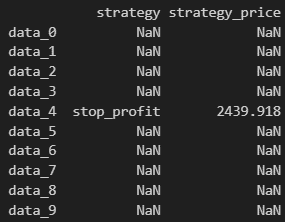 strategy strategy_price
data_0 NaN NaN
data_1 NaN NaN
data_2 NaN NaN
data_3 NaN NaN
data_4 stop_profit 2439.918
data_5 NaN NaN
data_6 NaN NaN
data_7 NaN NaN
data_8 NaN NaN
data_9 NaN NaN